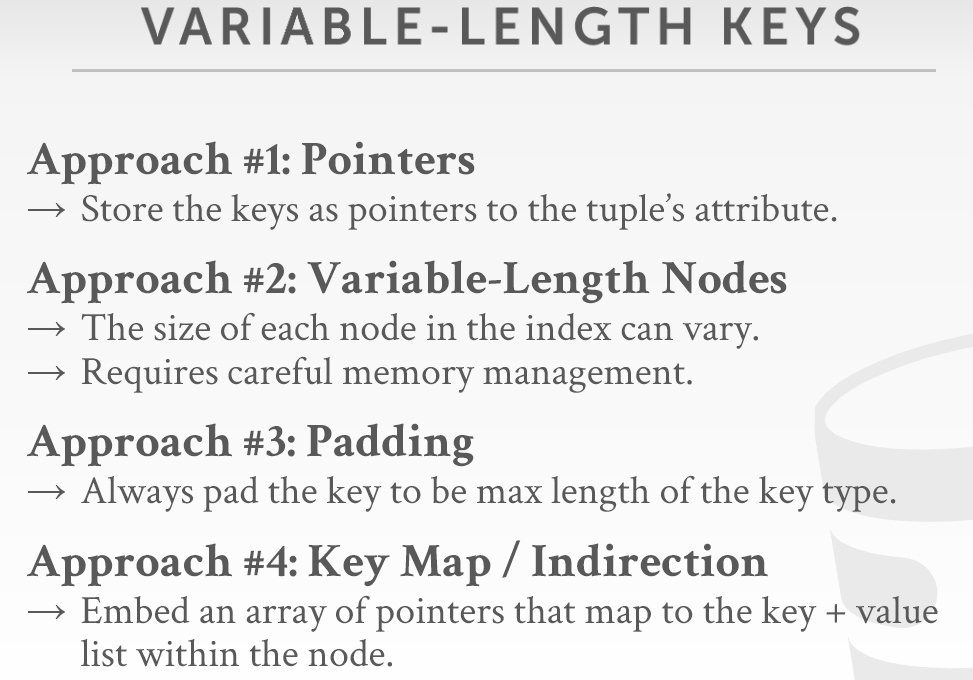 VARIABLE-LENGTH KEYS
Approach #1: Pointers
→ Store the keys as pointers to the tuple’s attribute.
Approach #2: Variable-Length Nodes
→ The size of each node in the index can vary.
→ Requires careful memory management.
Approach #3: Padding
→ Always pad the key to be max length of the key type.
Approach #4: Key Map / Indirection
→ Embed an array of pointers that map to the key + value
list within the node.